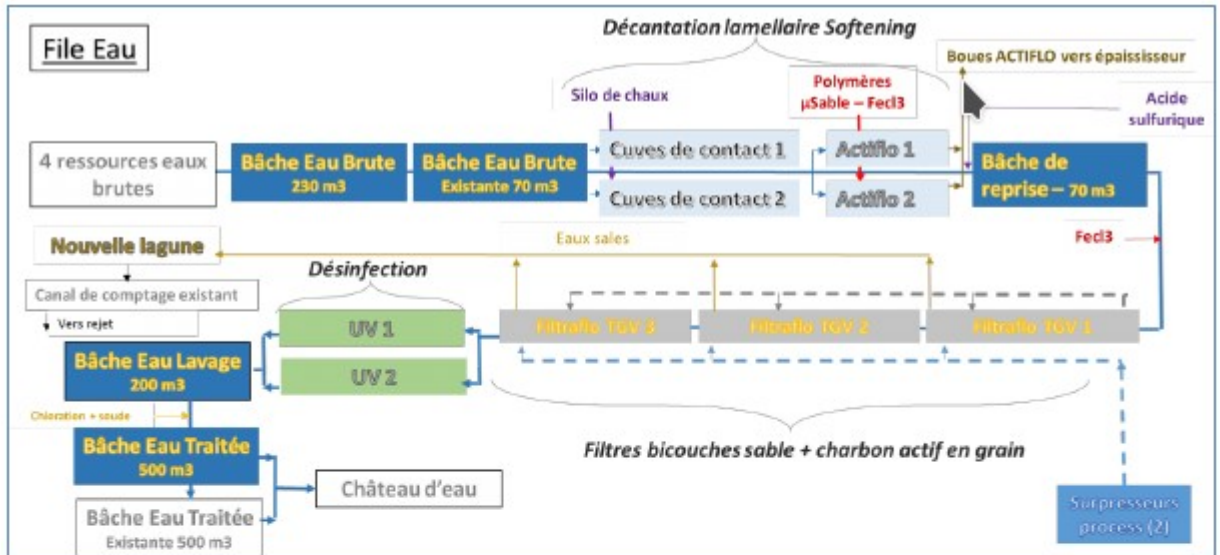 File Eau
Décantation lamellaire Softening
Boues ACTIFLO vers épaississeur
Silo de chaux
Polymères
µSable – Fecl3
Acide
sulfurique
4 ressources eaux
brutes
Bâche Eau Brute
230 m3
Bâche Eau Brute
Existante 70 m3
Cuves de contact 1
Cuves de contact 2
Actiflo 1
Actiflo 2
Bâche de
reprise – 70 m3
Fecl3
Nouvelle lagune
Eaux sales
Canal de comptage existant
Vers rejet
Désinfection
UV 1
UV 2
Filtraflo TGV 3
Filtraflo TGV 2
Filtraflo TGV 1
Bâche Eau Lavage
200 m3
Chloration + soude
Bâche Eau Traitée
500 m3
Château d'eau
Bâche Eau Traitée
Existante 500 m3
Filtres bicouches sable + charbon actif en grain
Surpresseurs
process (2)